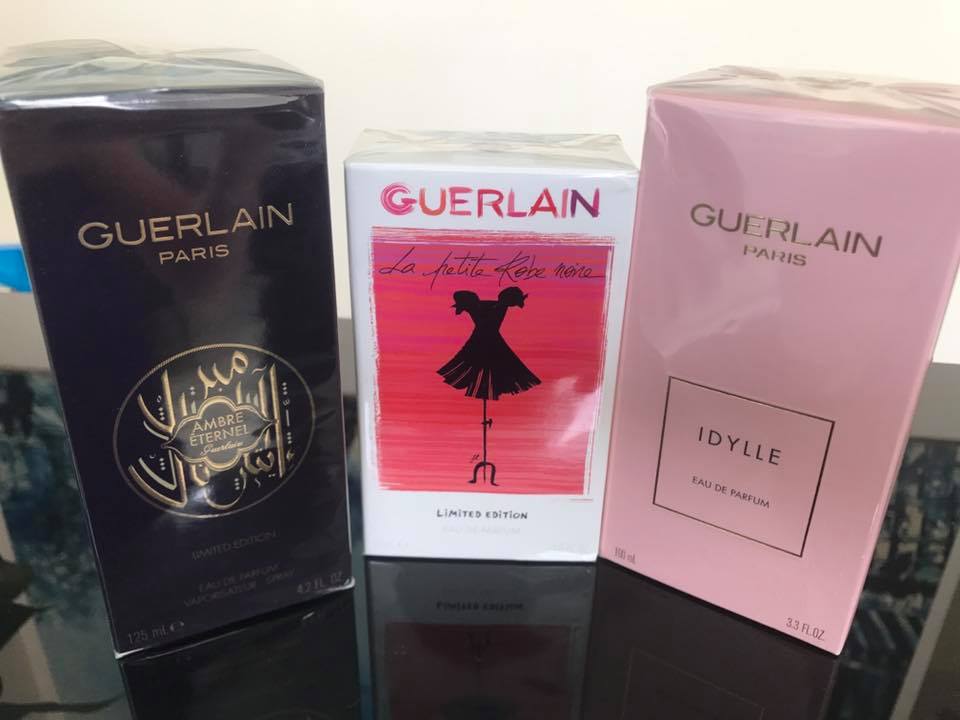 GUERLAIN
PARIS
AMBRE
ÉTERNEL
Guerlain
LIMITED EDITION
EAU DE PARFUM
VAPORISATEUR SPRAY
125 mL e 4.2 FL.OZ.
GUERLAIN
La petite Robe noire
LiMiTED EDiTiON
EAU DE PARFUM
GUERLAIN
PARIS
IDYLLE
EAU DE PARFUM
100 mL
3.3 FL.OZ.